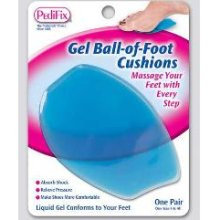 PediFix
Gel Ball-of-Foot
Cushions
Massage Your
Feet with
Every
Step
Absorb Shock
Relieve Pressure
Make Shoes More Comfortable
Liquid Gel Conforms to Your Feet
One Pair